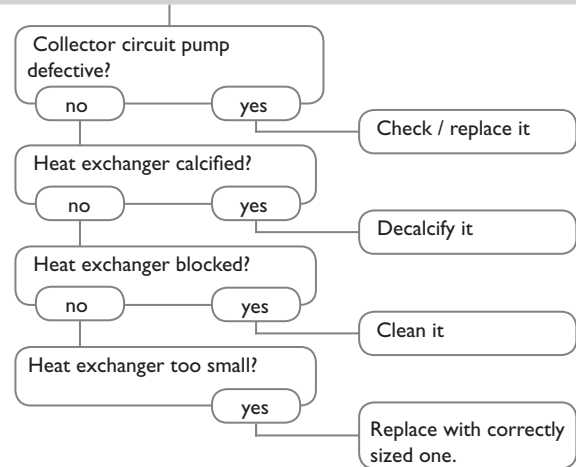 Collector circuit pump
defective?
no
yes
Check / replace it
Heat exchanger calcified?
no
yes
Decalcify it
Heat exchanger blocked?
no
yes
Clean it
Heat exchanger too small?
yes
Replace with correctly
sized one.